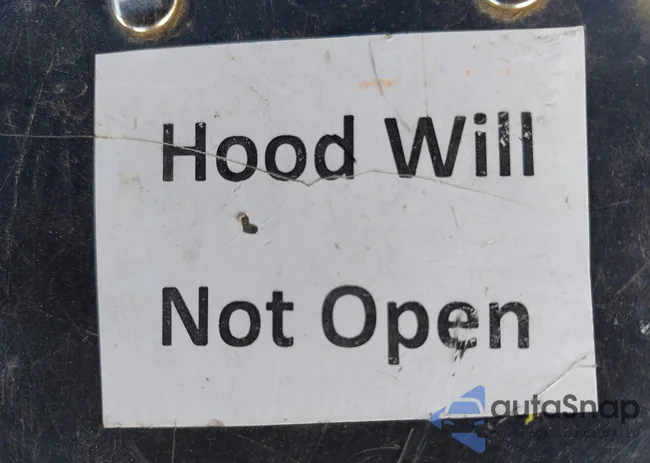 Hood Will
Not Open
autaSnap